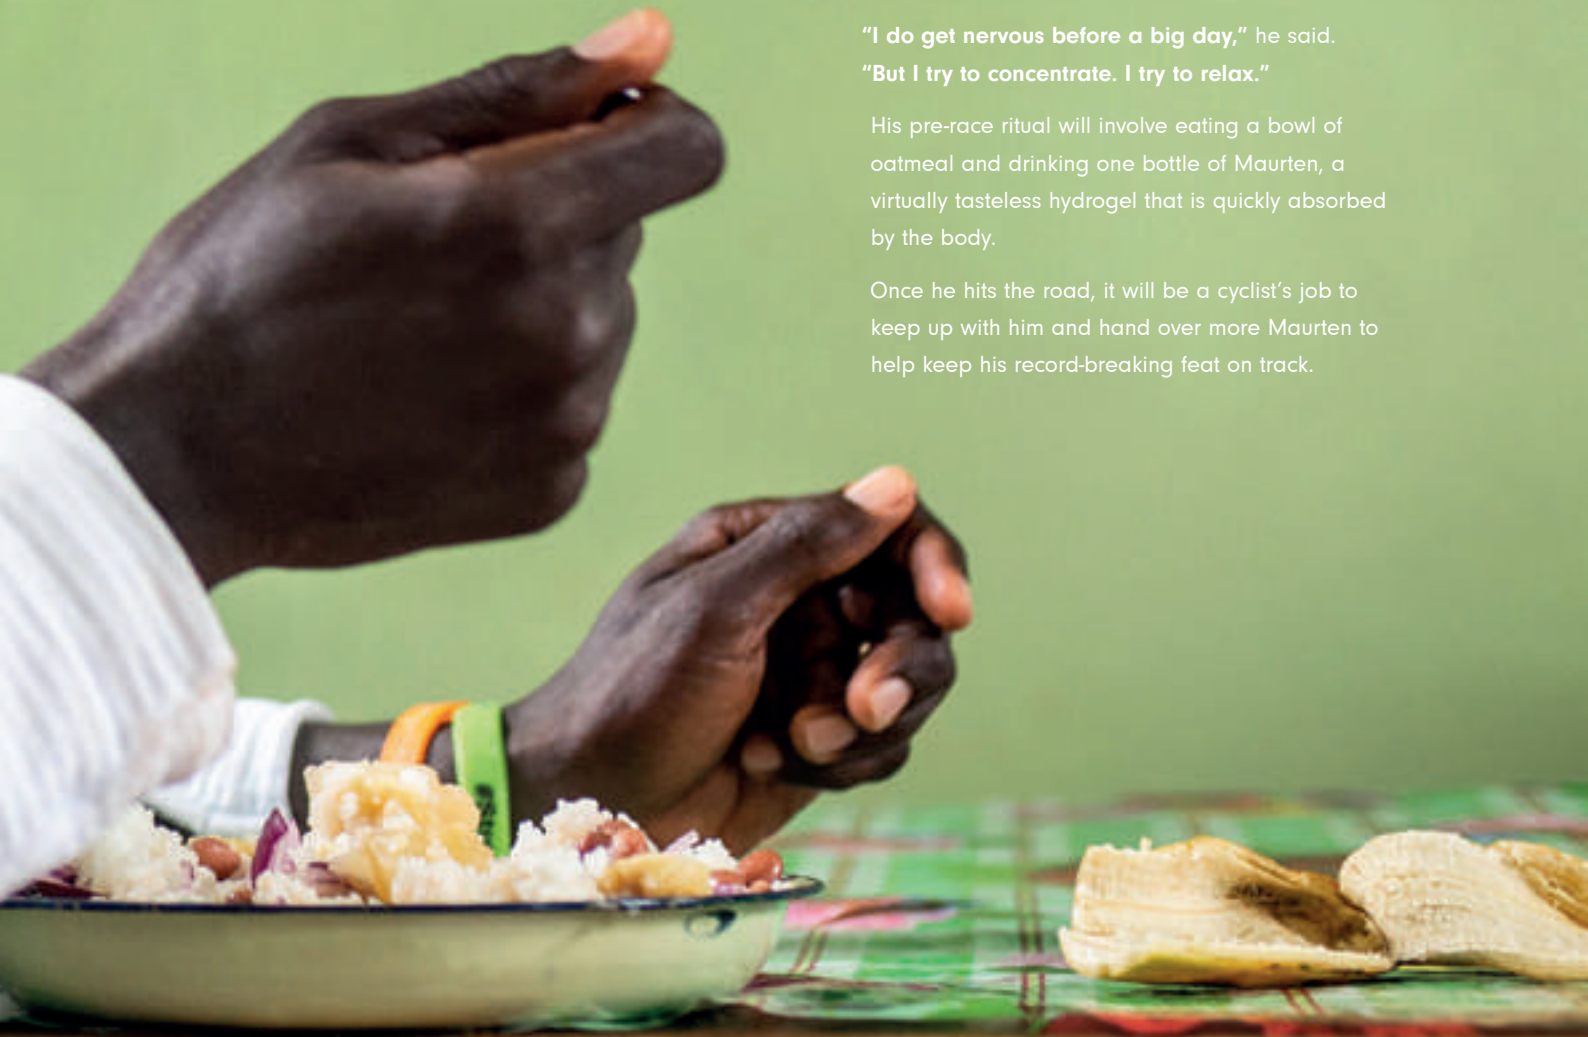 “I do get nervous before a big day,” he said.
“But I try to concentrate. I try to relax.”
His pre-race ritual will involve eating a bowl of
oatmeal and drinking one bottle of Maurten, a
virtually tasteless hydrogel that is quickly absorbed
by the body.
Once he hits the road, it will be a cyclist’s job to
keep up with him and hand over more Maurten to
help keep his record-breaking feat on track.